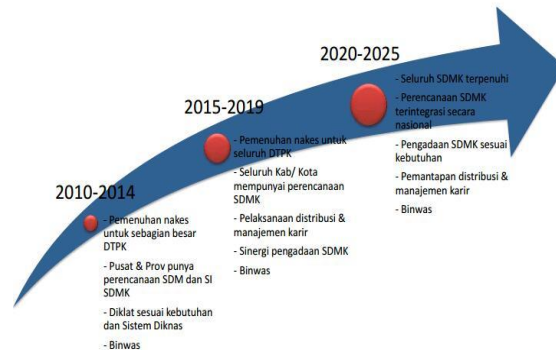 2020-2025
- Seluruh SDMK terpenuhi
- Perencanaan SDMK
terintegrasi secara
nasional
- Pengadaan SDMK sesuai
kebutuhan
- Pemantapan distribusi &
manajemen karir
- Binwas
2015-2019
- Pemenuhan nakes untuk
seluruh DTPK
- Seluruh Kab/ Kota
mempunyai perencanaan
SDMK
- Pelaksanaan distribusi &
manajemen karir
- Sinergi pengadaan SDMK
- Binwas
2010-2014
- Pemenuhan nakes
untuk sebagian besar
DTPK
- Pusat & Prov punya
perencanaan SDM dan SI
SDMK
- Diklat sesuai kebutuhan
dan Sistem Diknas
- Binwas